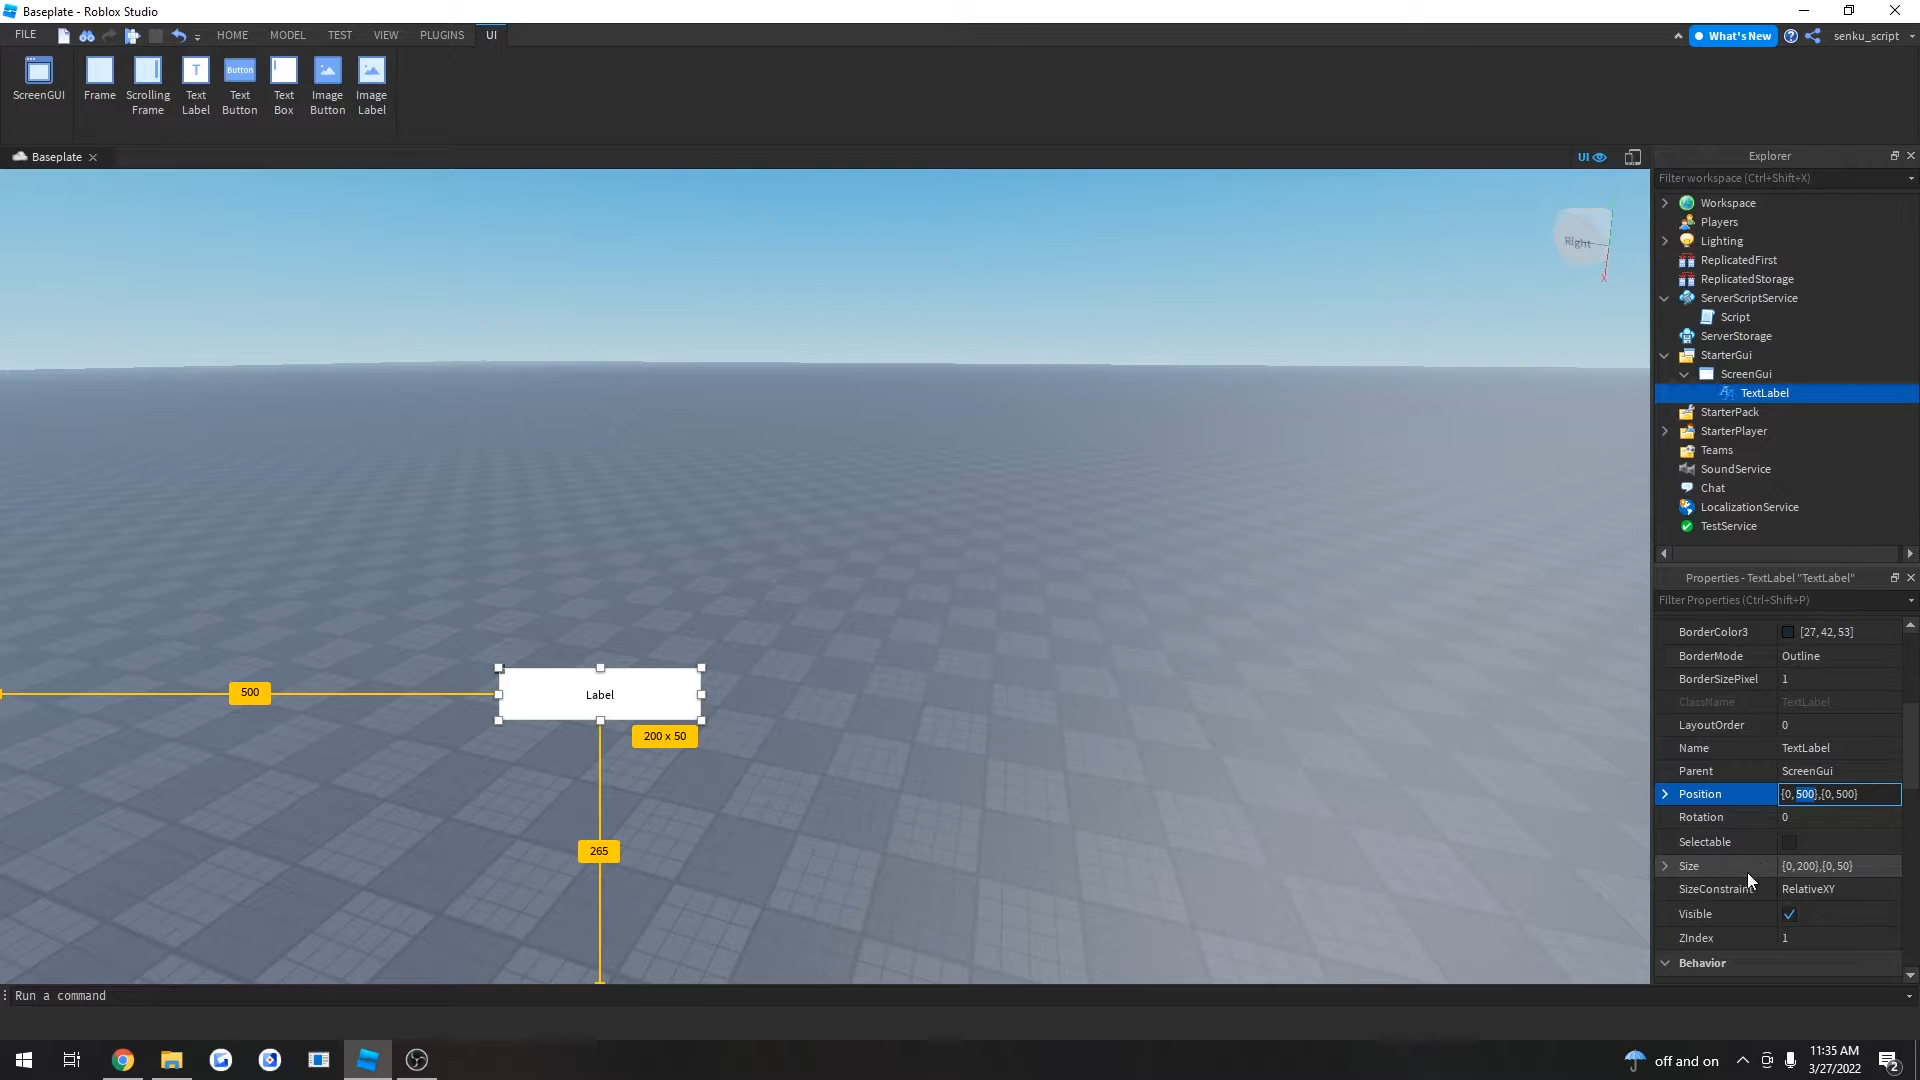 Baseplate - Roblox Studio
FILE
HOME
MODEL
TEST
VIEW
PLUGINS
UI
What's New
senku_script
ScreenGUI
Frame
Scrolling
Frame
T
Text
Label
Button
Text
Button
Text
Box
Image
Button
Image
Label
Baseplate
UI
Right
X
500
Label
200 x 50
265
Explorer
Filter workspace (Ctrl+Shift+X)
Workspace
Players
Lighting
ReplicatedFirst
ReplicatedStorage
ServerScriptService
Script
ServerStorage
StarterGui
ScreenGui
TextLabel
StarterPack
StarterPlayer
Teams
SoundService
Chat
LocalizationService
TestService
Properties - TextLabel "TextLabel"
Filter Properties (Ctrl+Shift+P)
BorderColor3 [27, 42, 53]
BorderMode Outline
BorderSizePixel 1
ClassName TextLabel
LayoutOrder 0
Name TextLabel
Parent ScreenGui
Position {0, 500},{0, 500}
Rotation 0
Selectable
Size {0, 200},{0, 50}
SizeConstraint RelativeXY
Visible
ZIndex 1
Behavior
Run a command
off and on
11:35 AM
3/27/2022
2